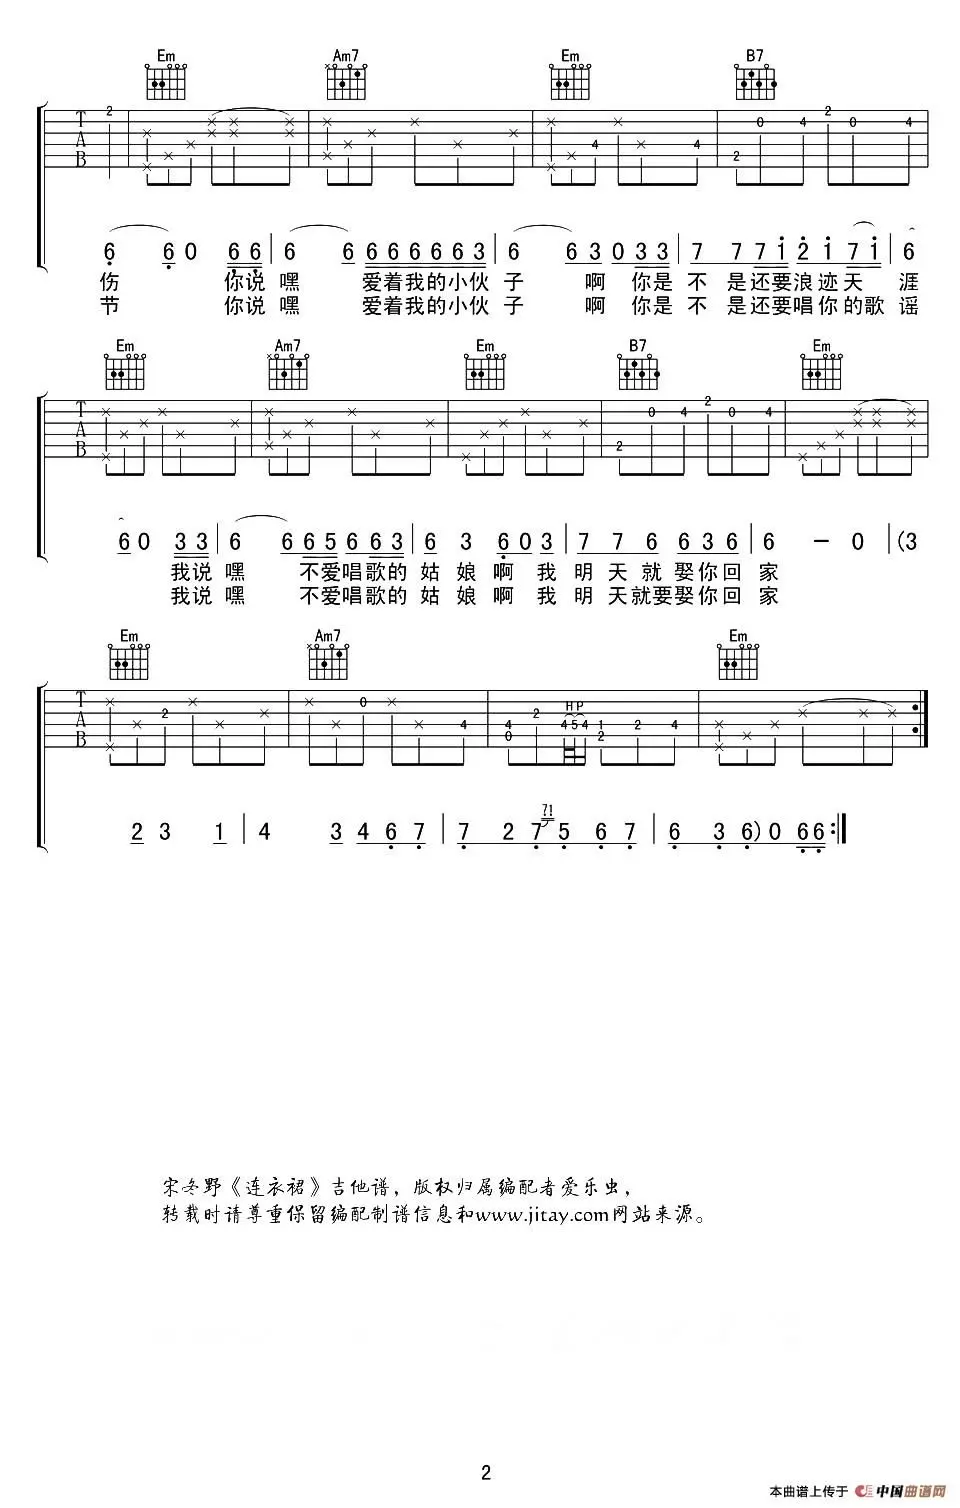 Em Am7 Em B7
2 0 4 2 0 4
T
A 4 4
B 2
6 6 0 6 6 | 6 6 6 6 6 6 6 3 | 6 6 3 0 3 3 | 7 7 7 1 2 1 7 1 | 6
伤 你说嘿 爱着我的小伙子 啊 你是不是还要浪迹天涯
节 你说嘿 爱着我的小伙子 啊 你是不是还要唱你的歌谣
Em Am7 Em B7 Em
T 0 4 2 0 4
A
B 2
6 0 3 3 | 6 6 6 5 6 6 3 | 6 3 6 0 3 | 7 7 6 6 3 6 | 6 – 0 | (3
我说嘿 不爱唱歌的姑娘啊我明天就娶你回家
我说嘿 不爱唱歌的姑娘啊我明天就要娶你回家
Em Am7 Em
T 0 H P
A 2 4 4 2 4 5 4 1 2 4
B 0 2
71
2 3 1 | 4 3 4 6 7 | 7 2 7 5 6 7 | 6 3 6) 0 6 6 :|
宋冬野《连衣裙》吉他谱，版权归属编配者爱乐虫，
转载时请尊重保留编配制谱信息和www.jitay.com网站来源。
2
本曲谱上传于 中国曲谱网